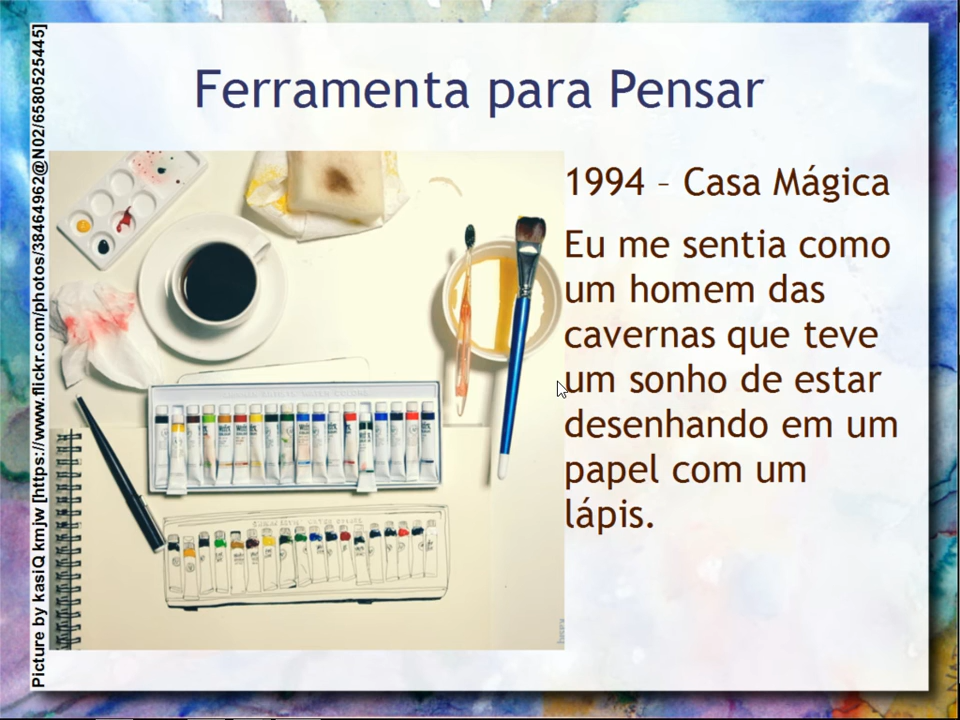 Ferramenta para Pensar
1994 – Casa Mágica
Eu me sentia como
um homem das
cavernas que teve
um sonho de estar
desenhando em um
papel com um
lápis.
Picture by kasiQ kmjw [https://www.flickr.com/photos/38464962@N02/6580525445]